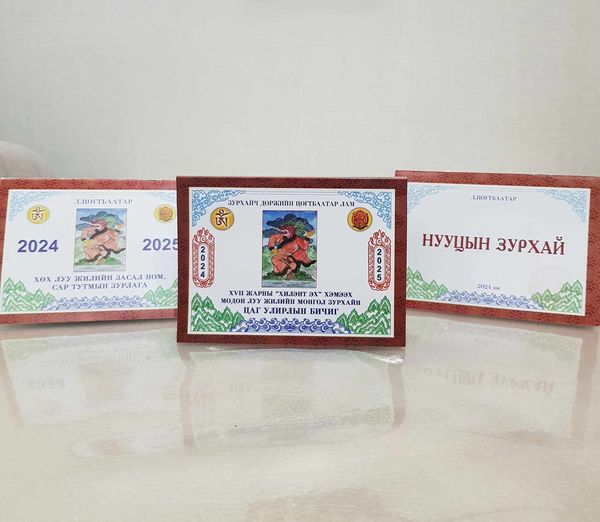 Д.ЦОГТБААТАР
2024
2025
ХӨХ ЛУУ ЖИЛИЙН ЗАСАЛ НОМ,
САР ТУТМЫН ЗУРЛАГА
ЗУРХАЙЧ ДОРЖИЙН ЦОГТБААТАР ЛАМ
2024
2025
XVII ЖАРНЫ "ХИЛЭНТ ЭХ" ХЭМЭЭХ
МОДОН ЛУУ ЖИЛИЙН МОНГОЛ ЗУРХАЙН
ЦАГ УЛИРЛЫН БИЧИГ
Д.ЦОГТБААТАР
НУУЦЫН ЗУРХАЙ
2024 он